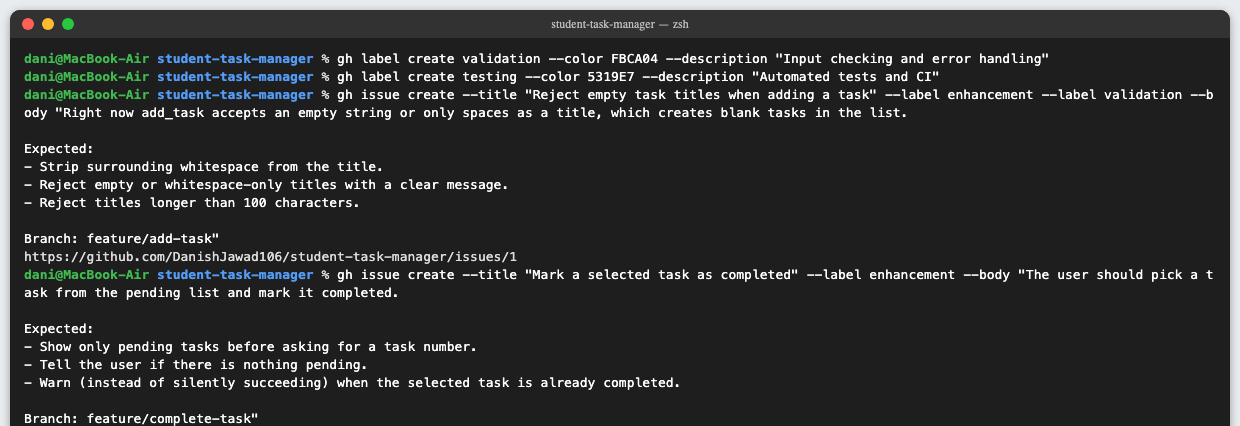 student-task-manager — zsh
dani@MacBook-Air student-task-manager % gh label create validation --color FBCA04 --description "Input checking and error handling"
dani@MacBook-Air student-task-manager % gh label create testing --color 5319E7 --description "Automated tests and CI"
dani@MacBook-Air student-task-manager % gh issue create --title "Reject empty task titles when adding a task" --label enhancement --label validation --b
ody "Right now add_task accepts an empty string or only spaces as a title, which creates blank tasks in the list.
Expected:
- Strip surrounding whitespace from the title.
- Reject empty or whitespace-only titles with a clear message.
- Reject titles longer than 100 characters.
Branch: feature/add-task"
https://github.com/DanishJawad106/student-task-manager/issues/1
dani@MacBook-Air student-task-manager % gh issue create --title "Mark a selected task as completed" --label enhancement --body "The user should pick a t
ask from the pending list and mark it completed.
Expected:
- Show only pending tasks before asking for a task number.
- Tell the user if there is nothing pending.
- Warn (instead of silently succeeding) when the selected task is already completed.
Branch: feature/complete-task"